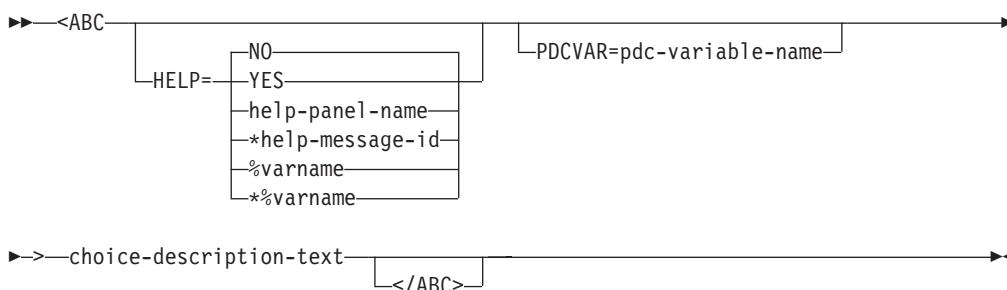 <ABC
NO
HELP=
YES
help-panel-name
*help-message-id
%varname
*%varname
PDCVAR=pdc-variable-name
>
choice-description-text
</ABC>